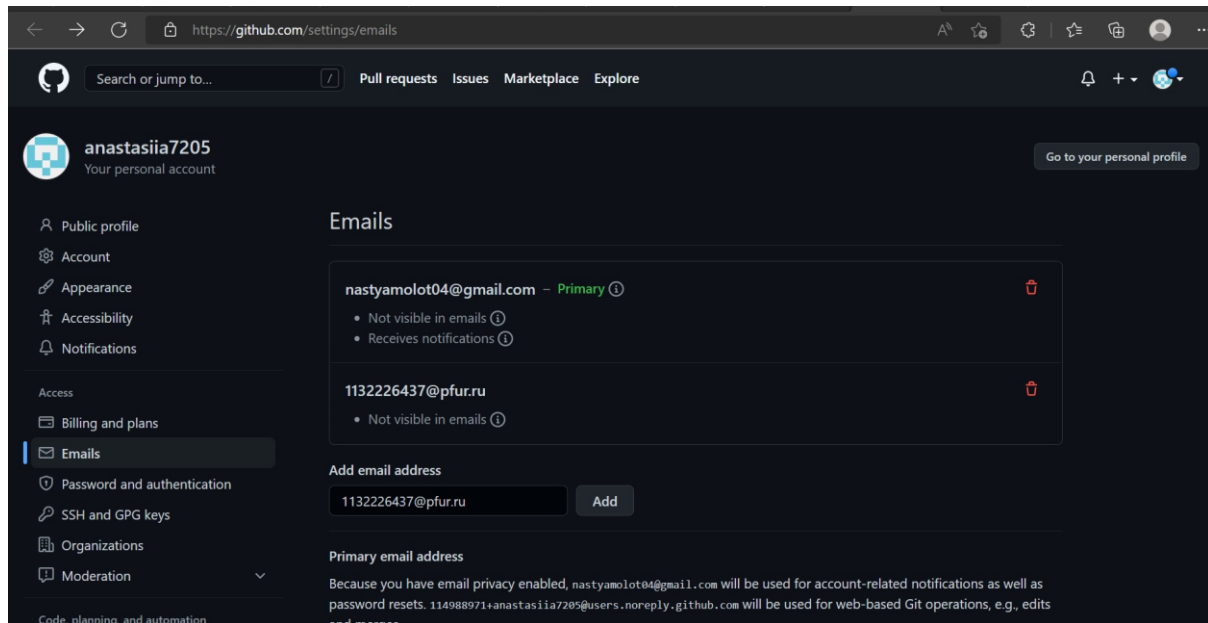 https://github.com/settings/emails
Search or jump to...
/
Pull requests Issues Marketplace Explore
anastasiia7205
Your personal account
Go to your personal profile
Public profile
Account
Appearance
Accessibility
Notifications
Access
Billing and plans
Emails
Password and authentication
SSH and GPG keys
Organizations
Moderation
Code, planning, and automation
Emails
nastyamolot04@gmail.com – Primary
Not visible in emails
Receives notifications
1132226437@pfur.ru
Not visible in emails
Add email address
1132226437@pfur.ru Add
Primary email address
Because you have email privacy enabled, nastyamolot04@gmail.com will be used for account-related notifications as well as
password resets. 114988971+anastasiia7205@users.noreply.github.com will be used for web-based Git operations, e.g., edits
and merges